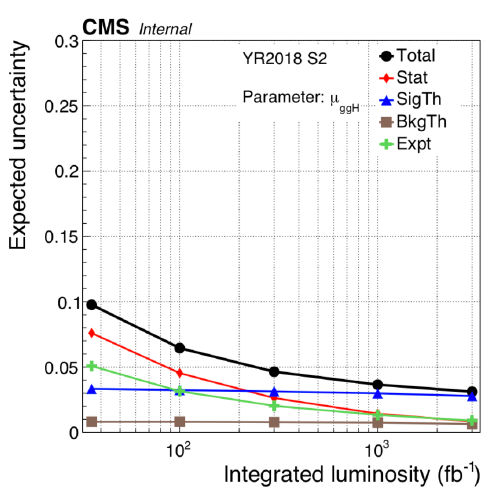 CMS Internal
Expected uncertainty
0.3
0.25
0.2
0.15
0.1
0.05
0
YR2018 S2
Parameter: μggH
Total
Stat
SigTh
BkgTh
Expt
10²
10³
Integrated luminosity (fb⁻¹)